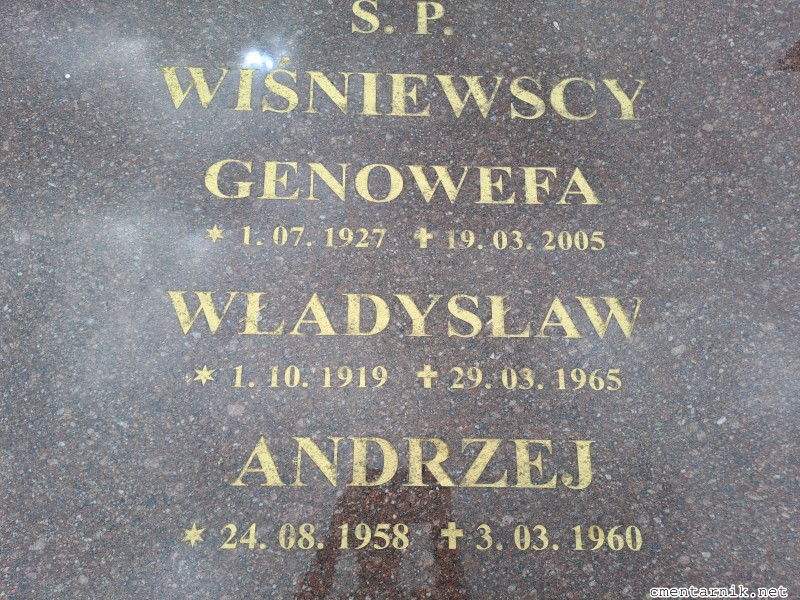 Ś. P.
WIŚNIEWSCY
GENOWEFA
✶ 1. 07. 1927 ✝ 19. 03. 2005
WŁADYSŁAW
✶ 1. 10. 1919 ✝ 29. 03. 1965
ANDRZEJ
✶ 24. 08. 1958 ✝ 3. 03. 1960
cmentarnik.net